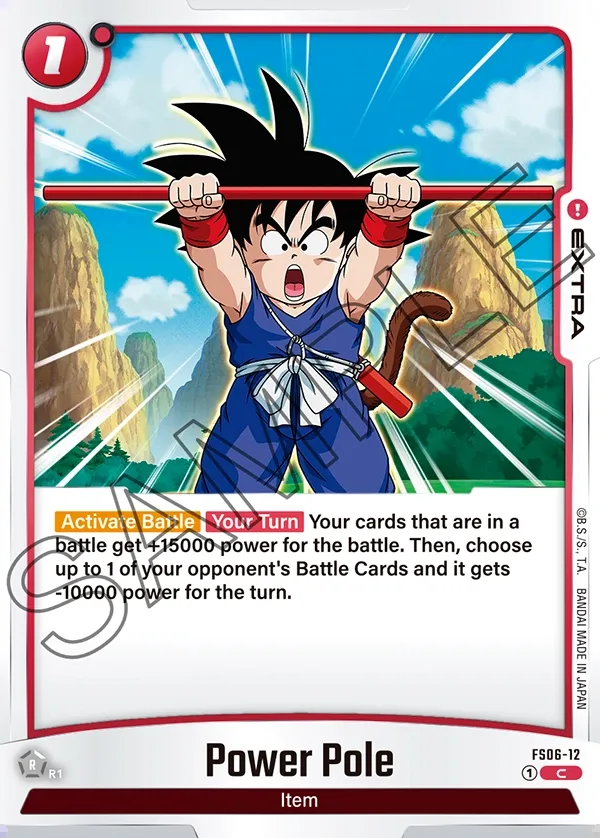 1
! EXTRA
SAMPLE
Activate Battle Your Turn Your cards that are in a
battle get +15000 power for the battle. Then, choose
up to 1 of your opponent's Battle Cards and it gets
-10000 power for the turn.
©B.S./S., T.A. BANDAI MADE IN JAPAN
R R1
Power Pole
FS06-12
1 C
Item